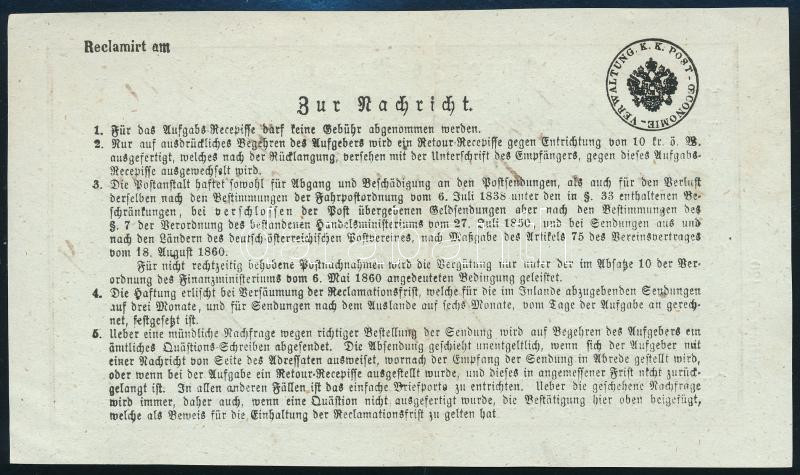 Reclamirt am
VERWALTUNG. K. K. POST-ŒCONOMIE-
Zur Nachricht.
1. Für das Aufgabs-Recepisse darf keine Gebühr abgenommen werden.
2. Nur auf ausdrückliches Begehren des Aufgebers wird ein Retour-Recepisse gegen Entrichtung von 10 kr. ö. W.
ausgefertigt, welches nach der Rücklangung, versehen mit der Unterschrift des Empfängers, gegen dieses Aufgabs-
Recepisse ausgewechselt wird.
3. Die Postanstalt haftet sowohl für Abgang und Beschädigung an den Postsendungen, als auch für den Verlust
derselben nach den Bestimmungen der Fahrpostordnung vom 6. Juli 1838 unter den in §. 33 enthaltenen Be-
schränkungen, bei verschlossen der Post übergebenen Geldsendungen aber nach den Bestimmungen des
§. 7 der Verordnung des bestandenen Handelsministeriums vom 27. Juli 1850, und bei Sendungen aus und
nach den Ländern des deutsch-österreichischen Postvereines, nach Maßgabe des Artikels 75 des Vereinsvertrages
vom 18. August 1860.
Für nicht rechtzeitig behobene Postnachnahmen wird die Vergütung nur unter der im Absatze 10 der Ver-
ordnung des Finanzministeriums vom 6. Mai 1860 angedeuteten Bedingung geleistet.
4. Die Haftung erlischt bei Versäumung der Reclamationsfrist, welche für die im Inlande abzugebenden Sendungen
auf drei Monate, und für Sendungen nach dem Auslande auf sechs Monate, vom Tage der Aufgabe an gerech-
net, festgesetzt ist.
5. Ueber eine mündliche Nachfrage wegen richtiger Bestellung der Sendung wird auf Begehren des Aufgebers ein
ämtliches Quästions-Schreiben abgesendet. Die Absendung geschieht unentgeltlich, wenn sich der Aufgeber mit
einer Nachricht von Seite des Adressaten ausweiset, wornach der Empfang der Sendung in Abrede gestellt wird,
oder wenn bei der Aufgabe ein Retour-Recepisse ausgestellt wurde, und dieses in angemessener Frist nicht zurück-
gelangt ist. In allen anderen Fällen ist das einfache Briefporto zu entrichten. Ueber die geschehene Nachfrage
wird immer, daher auch, wenn eine Quästion nicht ausgefertigt wurde, die Bestätigung hier oben beigefügt,
welche als Beweis für die Einhaltung der Reclamationsfrist zu gelten hat